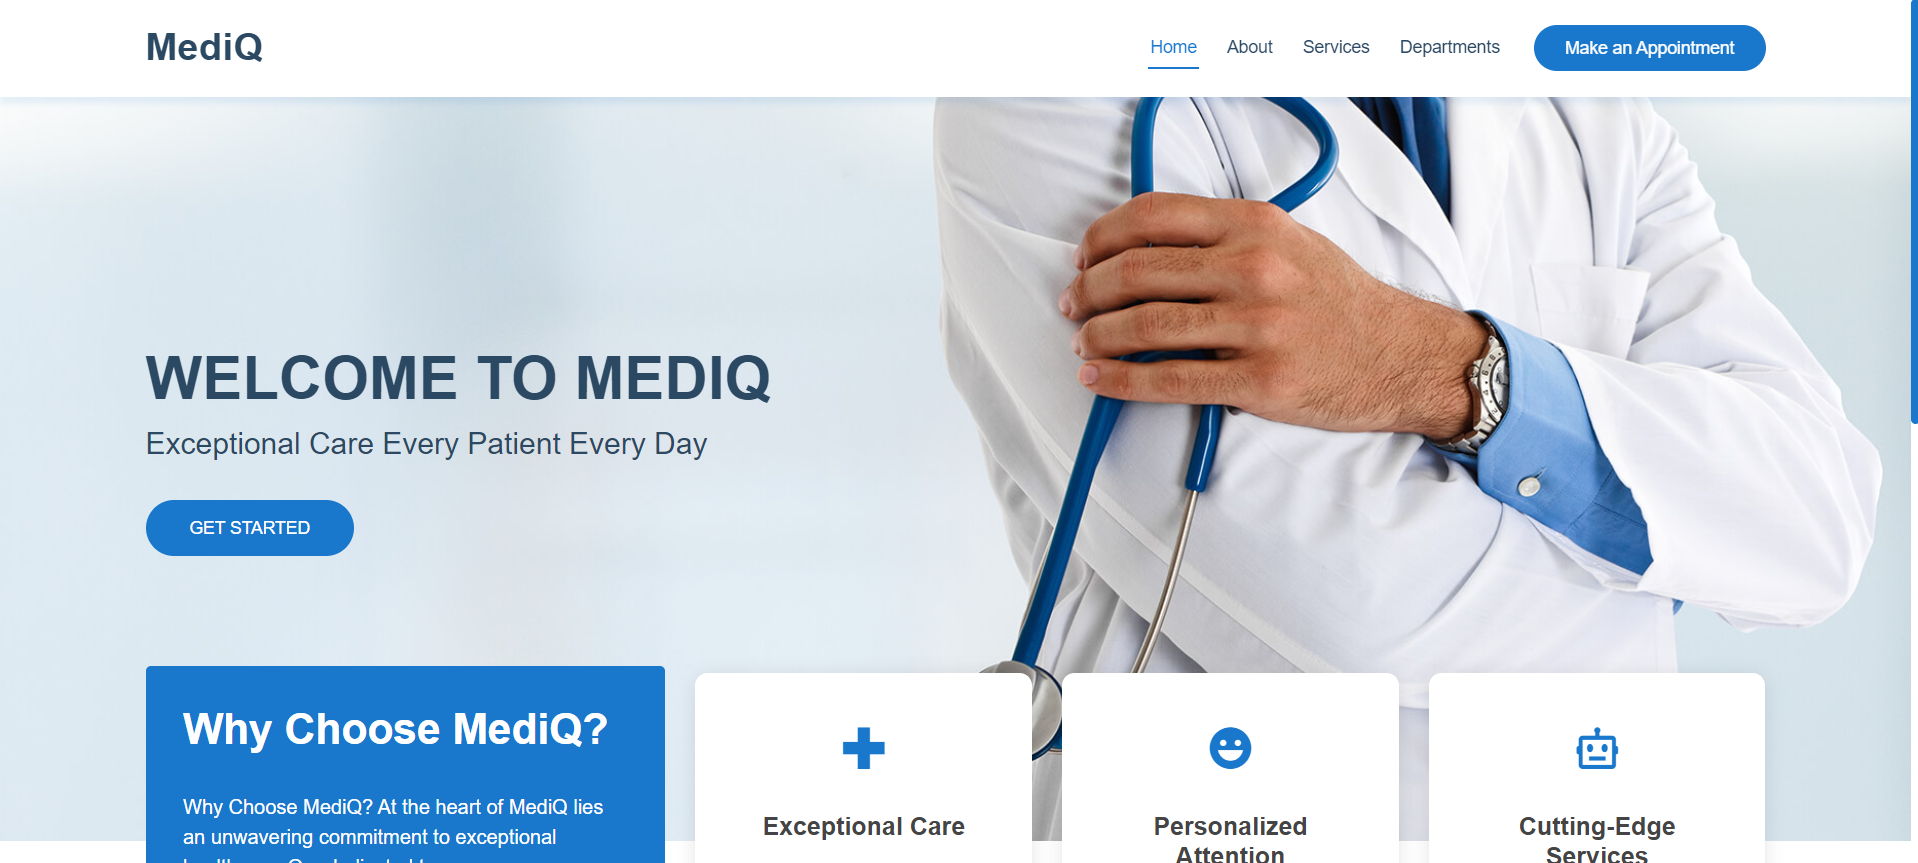 MediQ
Home
About
Services
Departments
Make an Appointment
WELCOME TO MEDIQ
Exceptional Care Every Patient Every Day
GET STARTED
Why Choose MediQ?
Why Choose MediQ? At the heart of MediQ lies
an unwavering commitment to exceptional
Exceptional Care
Personalized
Attention
Cutting-Edge
Services